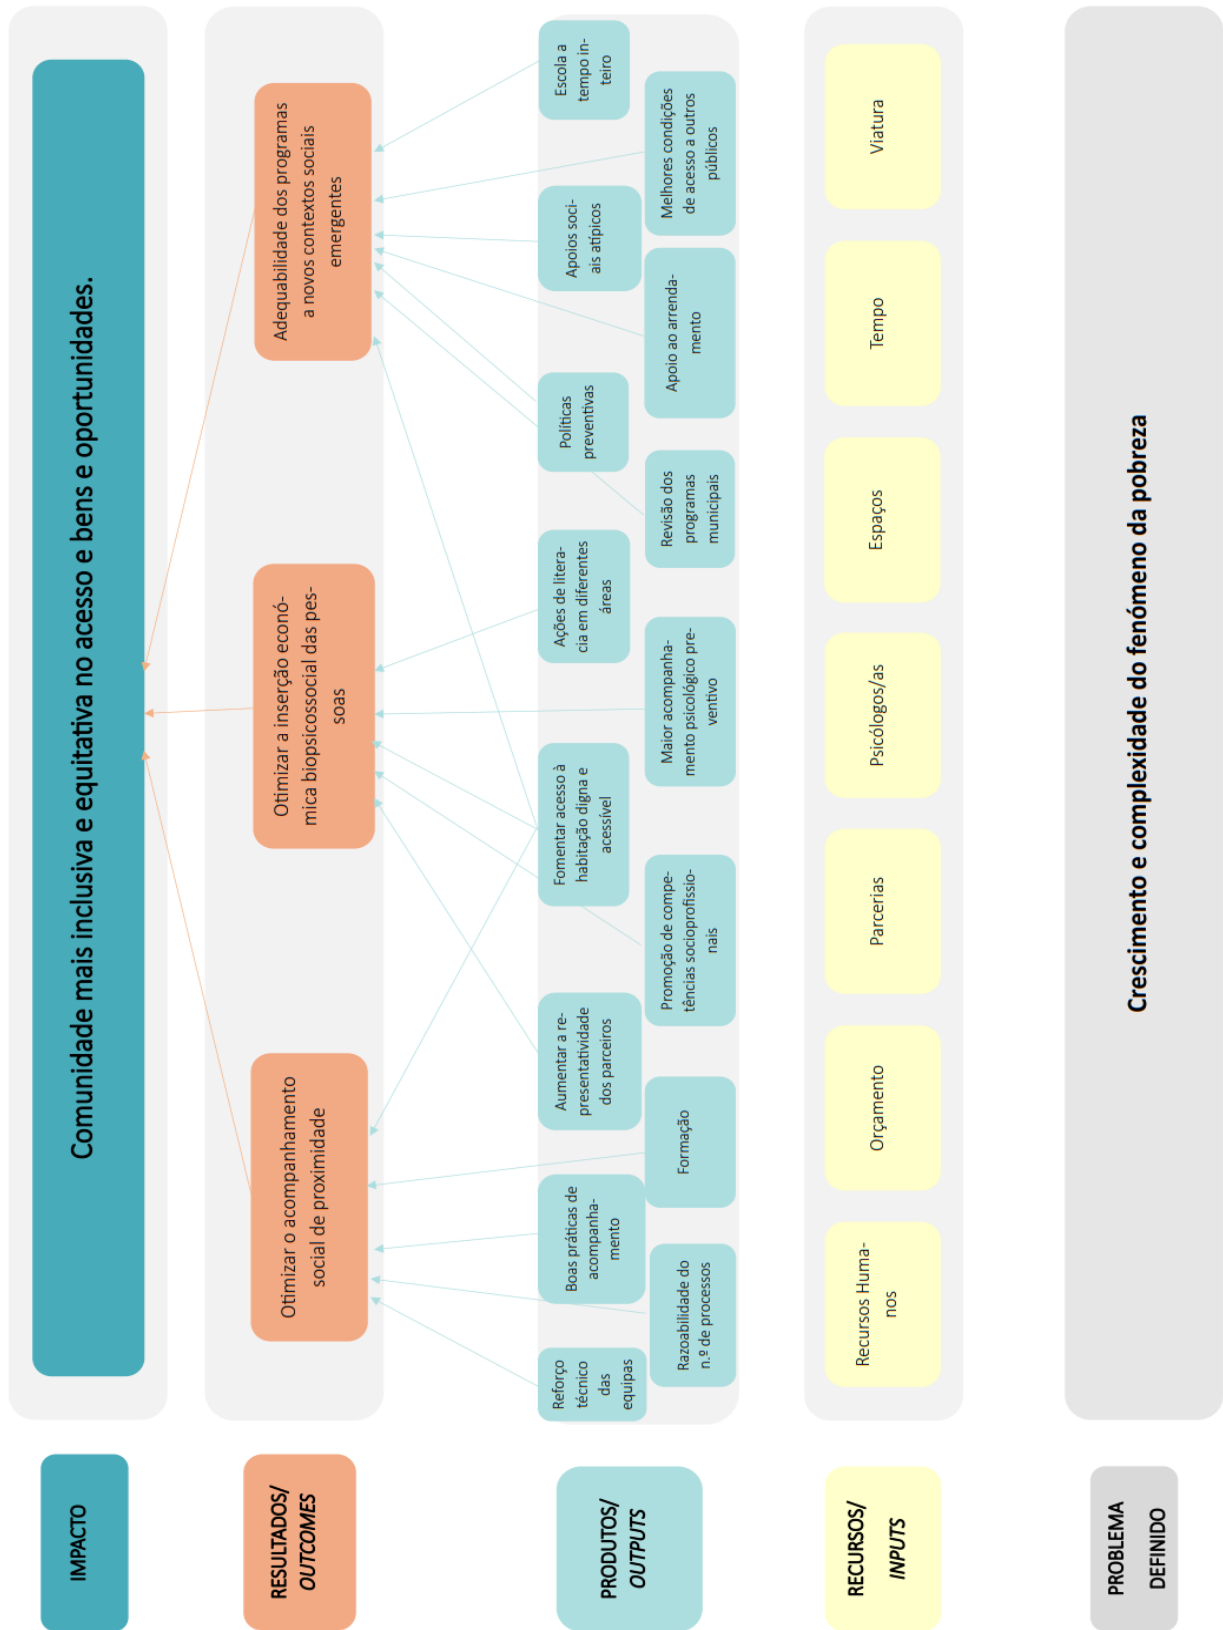 IMPACTO
Comunidade mais inclusiva e equitativa no acesso e bens e oportunidades.
RESULTADOS/
OUTCOMES
Otimizar o acompanhamento
social de proximidade
Otimizar a inserção econó-
mica biopsicossocial das pes-
soas
Adequabilidade dos programas
a novos contextos sociais
emergentes
PRODUTOS/
OUTPUTS
Reforço
técnico
das
equipas
Razoabilidade do
n.º de processos
Boas práticas de
acompanha-
mento
Formação
Aumentar a re-
presentatividade
dos parceiros
Promoção de compe-
tências socioprofissio-
nais
Fomentar acesso à
habitação digna e
acessível
Maior acompanha-
mento psicológico pre-
ventivo
Ações de litera-
cia em diferentes
áreas
Revisão dos
programas
municipais
Políticas
preventivas
Apoio ao arrenda-
mento
Apoios soci-
ais atípicos
Melhores condições
de acesso a outros
públicos
Escola a
tempo in-
teiro
RECURSOS/
INPUTS
Recursos Huma-
nos
Orçamento
Parcerias
Psicólogos/as
Espaços
Tempo
Viatura
PROBLEMA
DEFINIDO
Crescimento e complexidade do fenómeno da pobreza